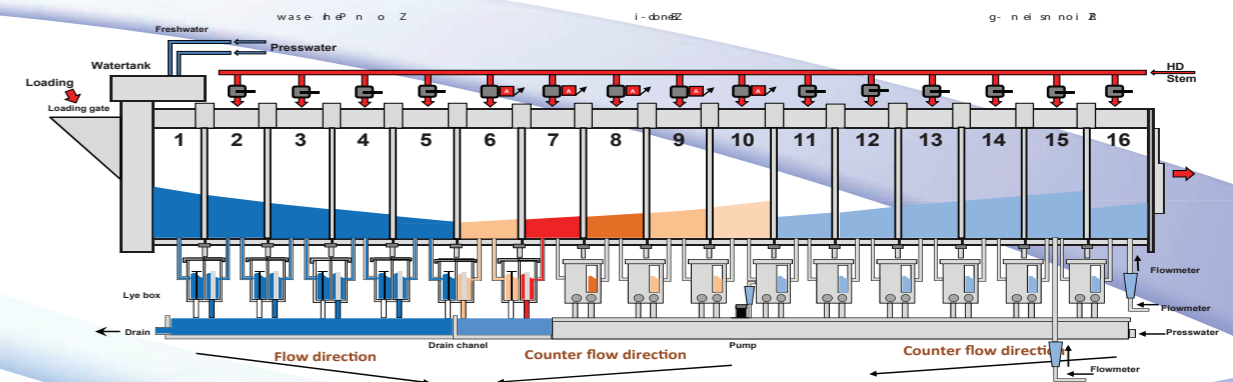 Freshwater
Presswater
Watertank
HD
Stem
Loading
Loading gate
A A A A A
1 2 3 4 5 6 7 8 9 10 11 12 13 14 15 16
Flowmeter
Lye box
Flowmeter
Drain
Presswater
Drain chanel
Pump
Flow direction
Counter flow direction
Counter flow direction
Flowmeter